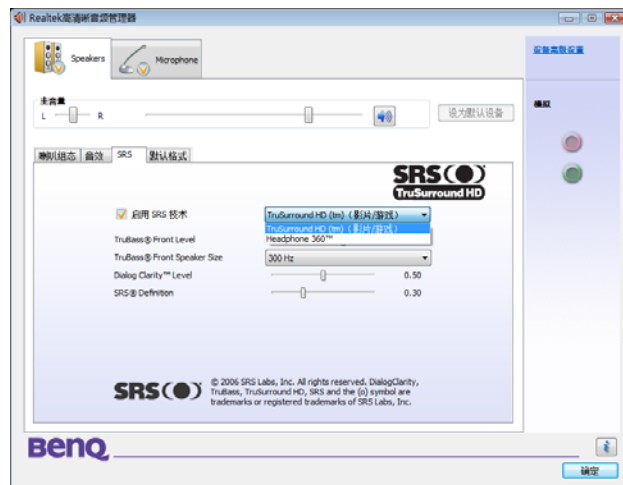 Realtek高清晰音频管理器
Speakers
Microphone
设备高级设置
主音量
L
R
设为默认设备
模拟
喇叭组态
音效
SRS
默认格式
SRS(●)
TruSurround HD
启用 SRS 技术
TruSurround HD (tm)（影片/游戏）
TruSurround HD (tm)（影片/游戏）
Headphone 360™
TruBass® Front Level
TruBass® Front Speaker Size
300 Hz
Dialog Clarity™ Level
0.50
SRS® Definition
0.30
SRS(●)
© 2006 SRS Labs, Inc. All rights reserved. DialogClarity,
TruBass, TruSurround HD, SRS and the (o) symbol are
trademarks or registered trademarks of SRS Labs, Inc.
BenQ
i
确定